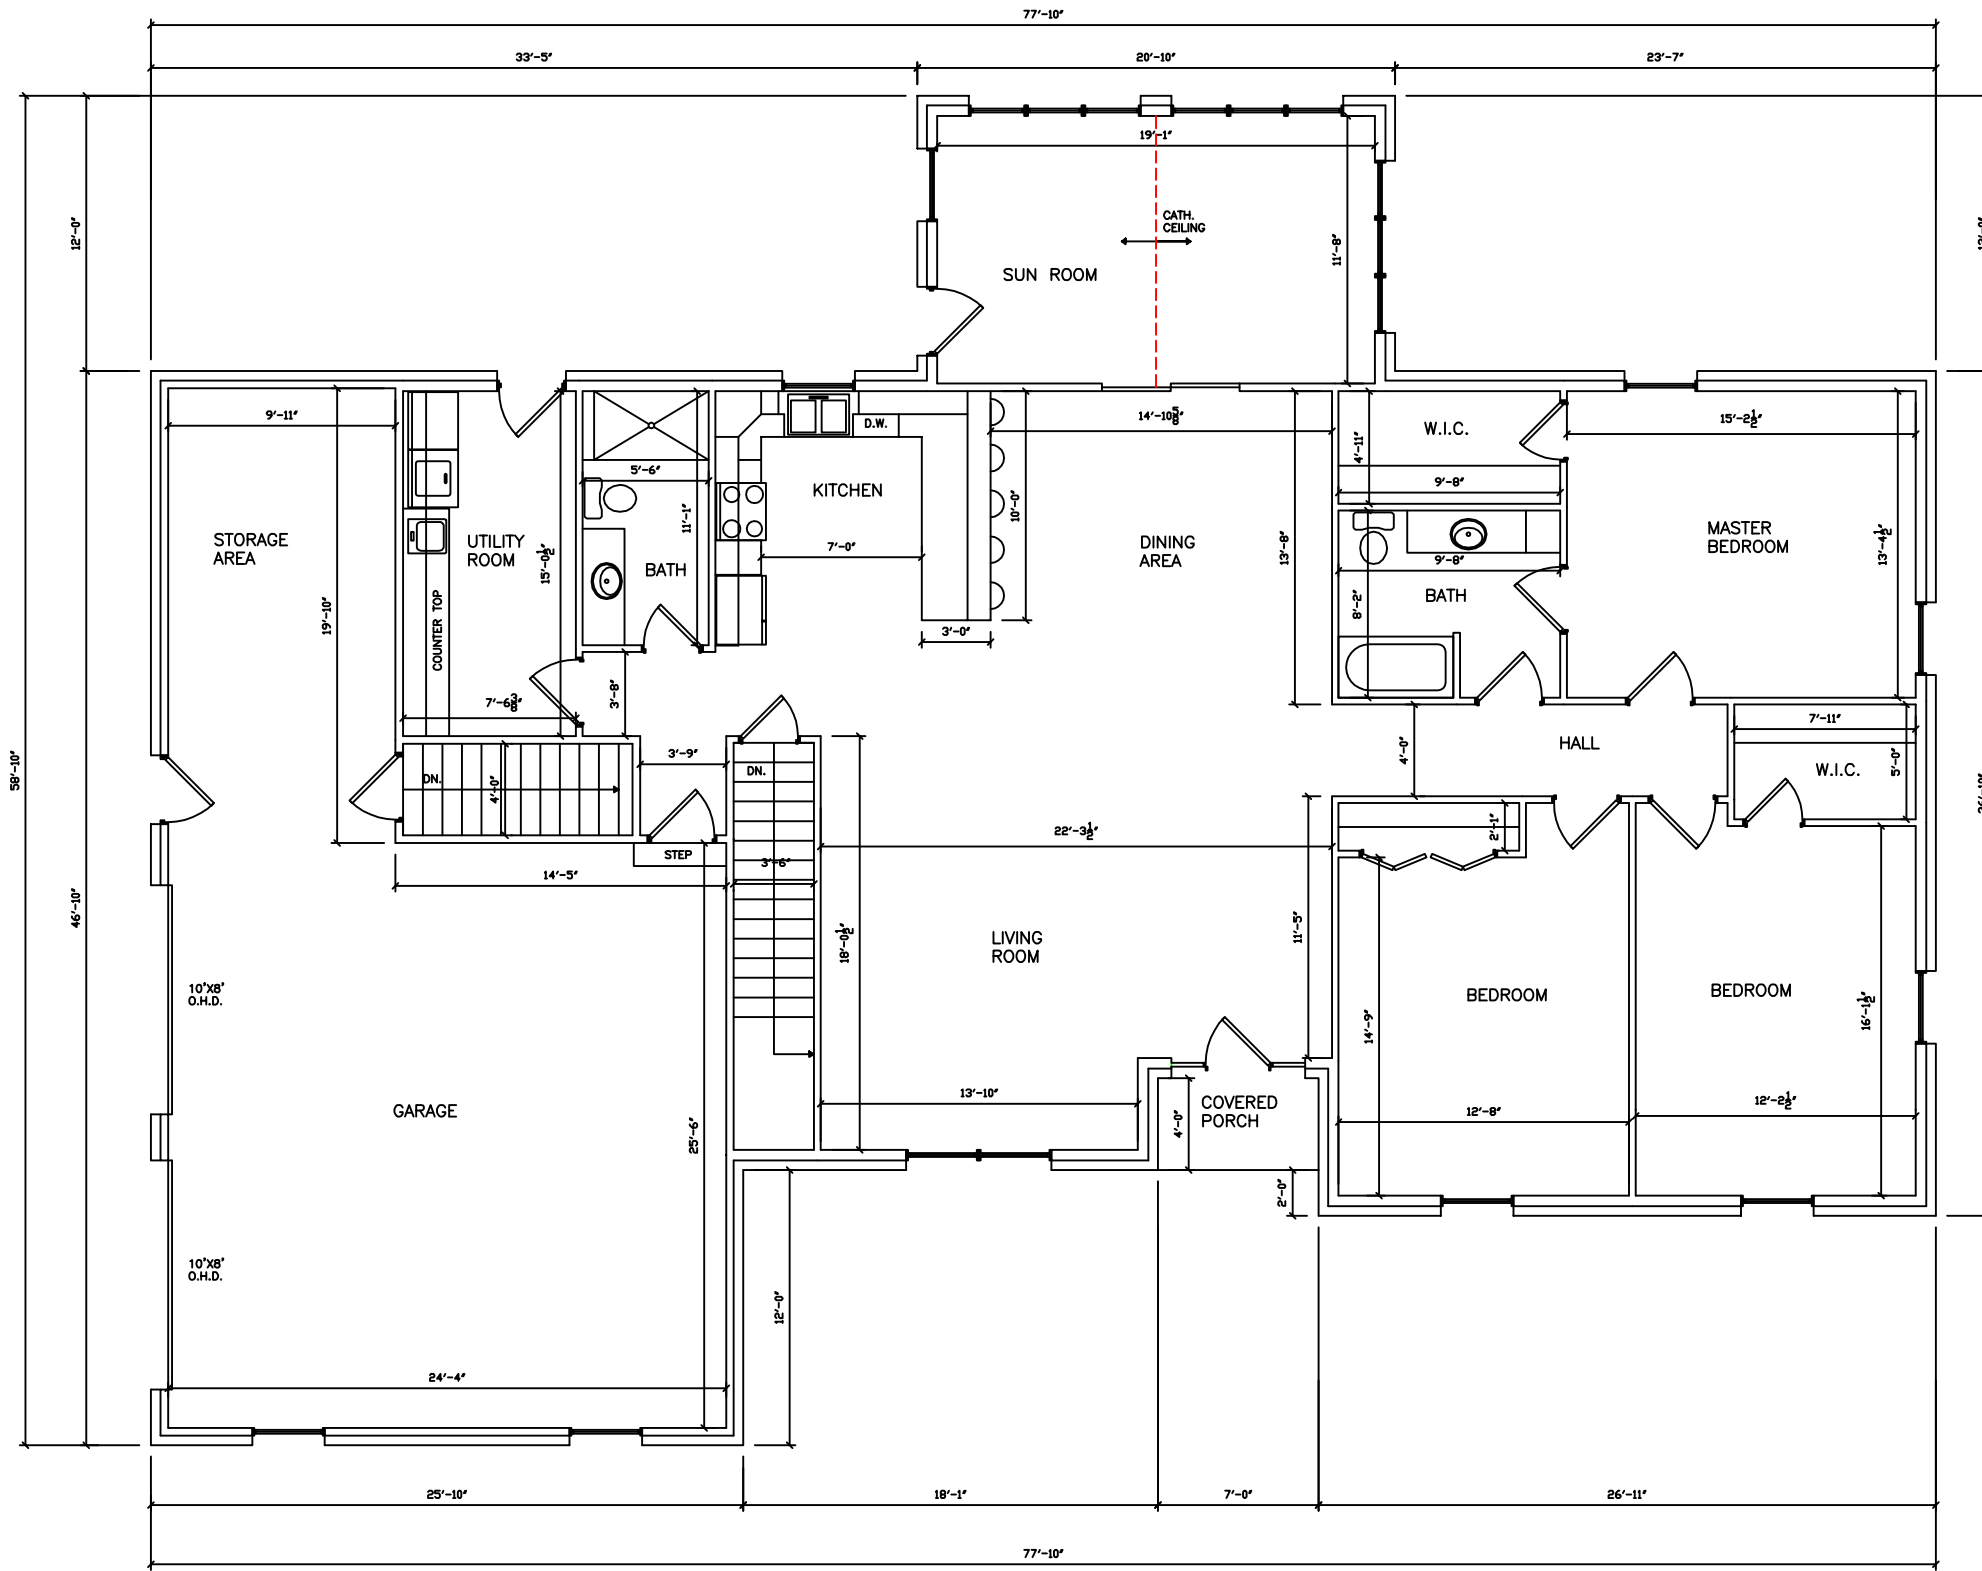 77'-10"
33'-5"
20'-10"
23'-7"
19'-1"
CATH.
CEILING
12'-0"
11'-8"
SUN ROOM
9'-11"
14'-10 5/8"
15'-2 1/2"
D.W.
W.I.C.
4'-11"
5'-6"
9'-8"
KITCHEN
10'-0"
11'-1"
STORAGE
AREA
UTILITY
ROOM
15'-0 1/2"
7'-0"
DINING
AREA
13'-8"
MASTER
BEDROOM
13'-4 1/2"
9'-8"
BATH
BATH
8'-2"
19'-10"
COUNTER TOP
3'-0"
7'-6 3/8"
3'-8"
7'-11"
HALL
4'-0"
3'-9"
5'-0"
W.I.C.
DN.
4'-0"
DN.
58'-10"
22'-3 1/2"
2'-1"
STEP
3'-6"
14'-5"
46'-10"
18'-0 1/2"
11'-5"
LIVING
ROOM
10'X8'
O.H.D.
BEDROOM
BEDROOM
16'-1 1/2"
14'-9"
13'-10"
COVERED
PORCH
GARAGE
25'-6"
4'-0"
12'-8"
12'-2 1/2"
2'-0"
10'X8'
O.H.D.
12'-0"
24'-4"
25'-10"
18'-1"
7'-0"
26'-11"
77'-10"